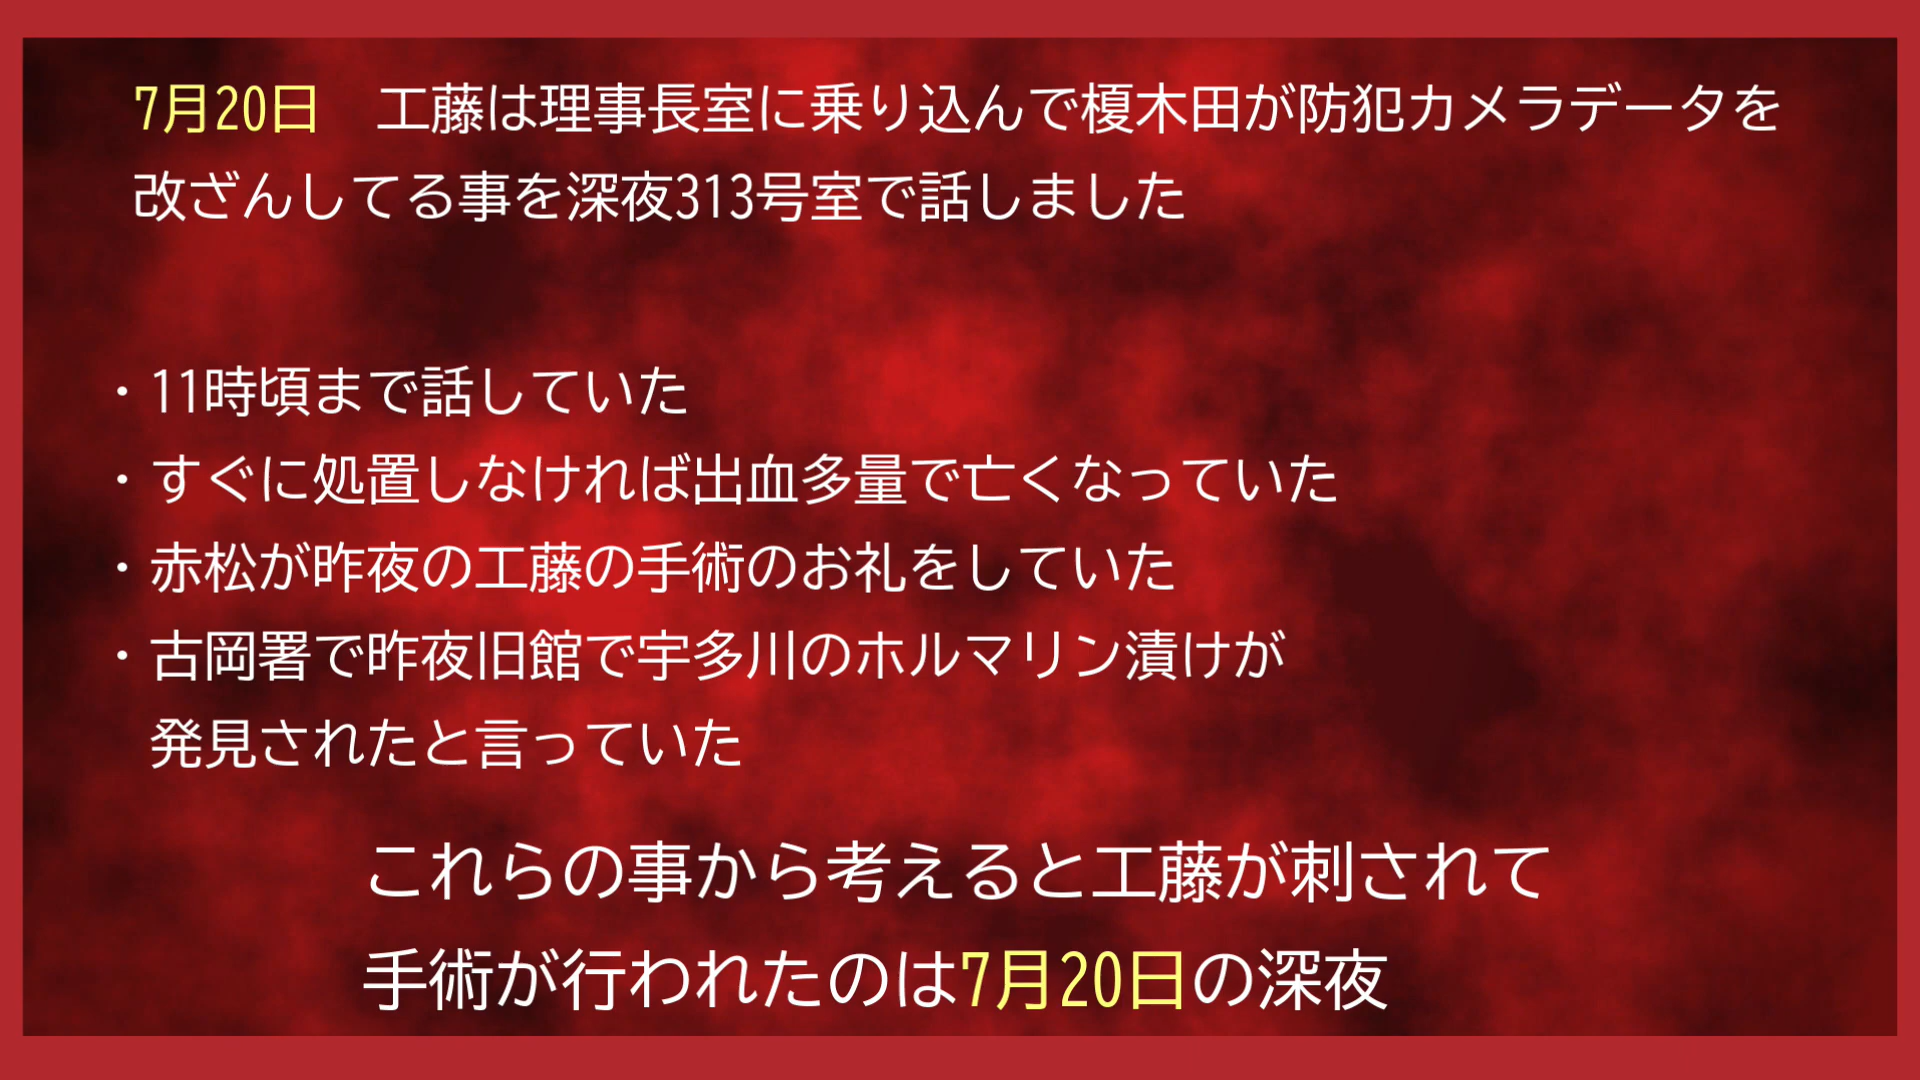 7月20日　工藤は理事長室に乗り込んで榎木田が防犯カメラデータを
改ざんしてる事を深夜313号室で話しました
・11時頃まで話していた
・すぐに処置しなければ出血多量で亡くなっていた
・赤松が昨夜の工藤の手術のお礼をしていた
・古岡署で昨夜旧館で宇多川のホルマリン漬けが
発見されたと言っていた
これらの事から考えると工藤が刺されて
手術が行われたのは7月20日の深夜